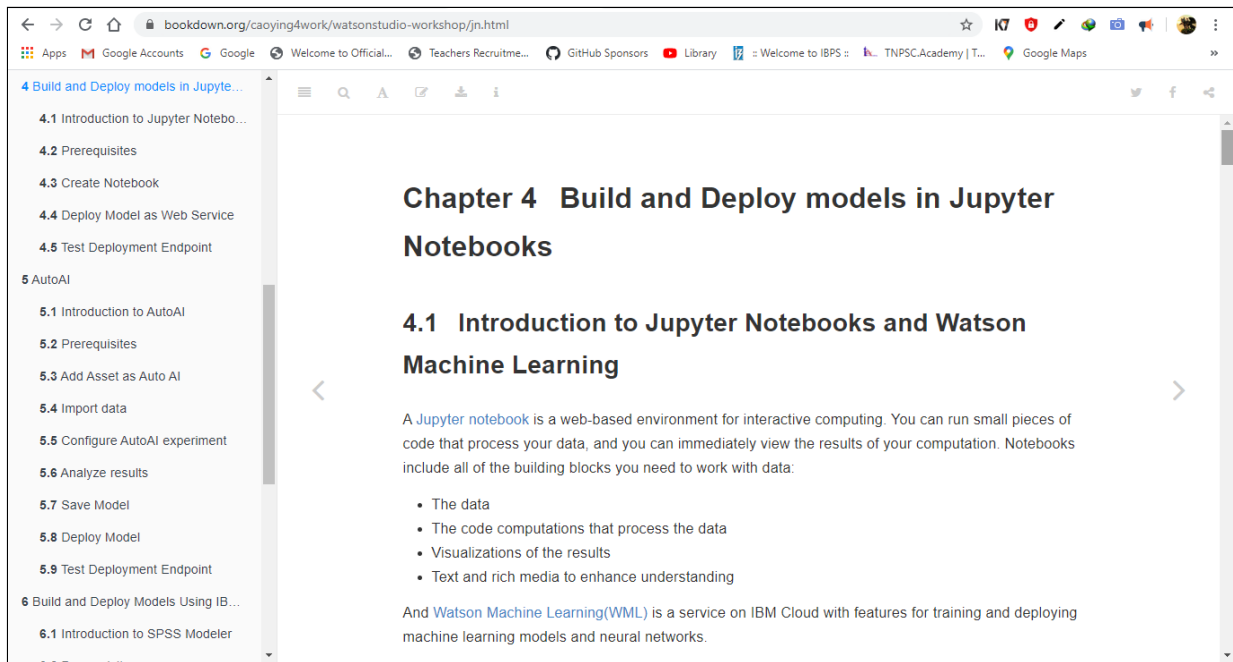 bookdown.org/caoying4work/watsonstudio-workshop/jn.html
Apps Google Accounts Google Welcome to Official... Teachers Recruitme... GitHub Sponsors Library :: Welcome to IBPS :: TNPSC.Academy | T... Google Maps »
4 Build and Deploy models in Jupyte...
4.1 Introduction to Jupyter Notebo...
4.2 Prerequisites
4.3 Create Notebook
4.4 Deploy Model as Web Service
4.5 Test Deployment Endpoint
5 AutoAI
5.1 Introduction to AutoAI
5.2 Prerequisites
5.3 Add Asset as Auto AI
5.4 Import data
5.5 Configure AutoAI experiment
5.6 Analyze results
5.7 Save Model
5.8 Deploy Model
5.9 Test Deployment Endpoint
6 Build and Deploy Models Using IB...
6.1 Introduction to SPSS Modeler
Chapter 4 Build and Deploy models in Jupyter
Notebooks
4.1 Introduction to Jupyter Notebooks and Watson
Machine Learning
A Jupyter notebook is a web-based environment for interactive computing. You can run small pieces of
code that process your data, and you can immediately view the results of your computation. Notebooks
include all of the building blocks you need to work with data:
• The data
• The code computations that process the data
• Visualizations of the results
• Text and rich media to enhance understanding
And Watson Machine Learning(WML) is a service on IBM Cloud with features for training and deploying
machine learning models and neural networks.